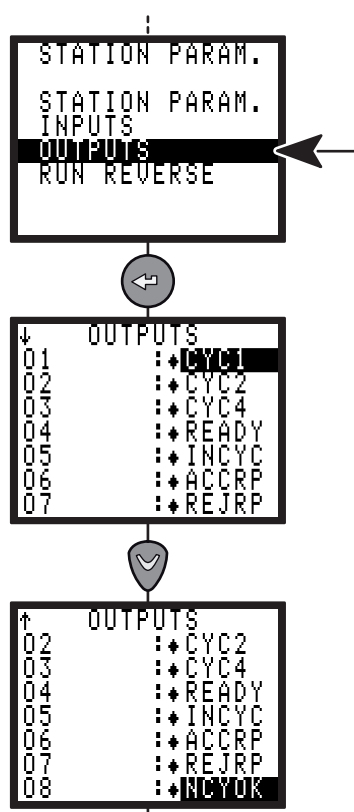 STATION PARAM.
STATION PARAM.
INPUTS
OUTPUTS
RUN REVERSE
↓ OUTPUTS
01 :♦CYC1
02 :♦CYC2
03 :♦CYC4
04 :♦READY
05 :♦INCYC
06 :♦ACCRP
07 :♦REJRP
↑ OUTPUTS
02 :♦CYC2
03 :♦CYC4
04 :♦READY
05 :♦INCYC
06 :♦ACCRP
07 :♦REJRP
08 :♦NCYOK